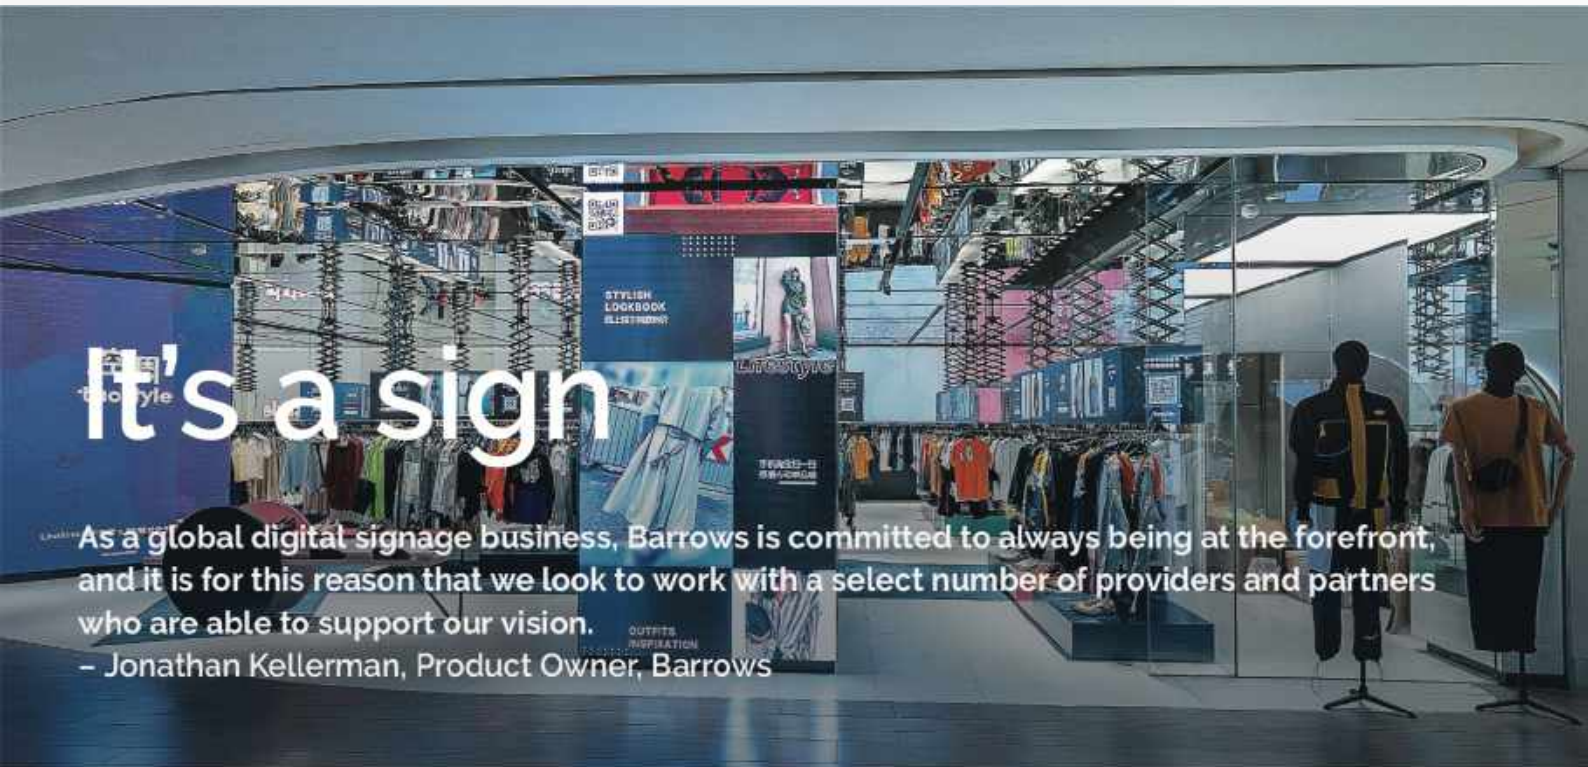 STYLISH
LOOKBOOK
Lifestyle
It's a sign
As a global digital signage business, Barrows is committed to always being at the forefront,
and it is for this reason that we look to work with a select number of providers and partners
who are able to support our vision.
OUTFITS
INSPIRATION
– Jonathan Kellerman, Product Owner, Barrows